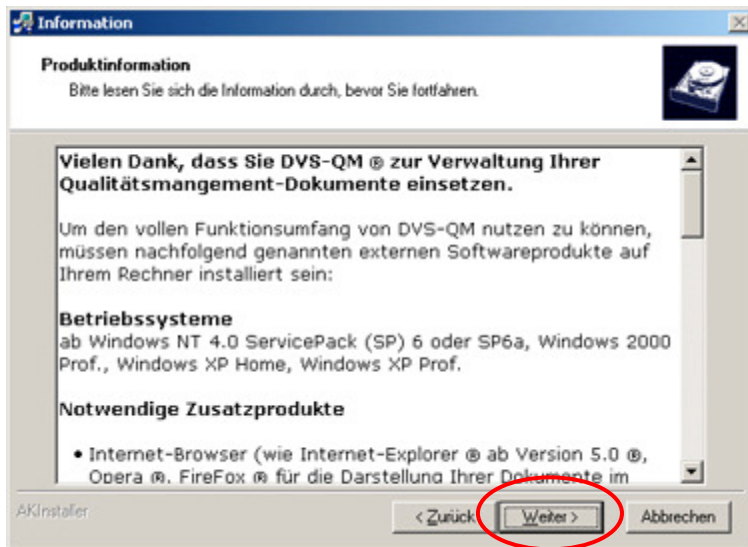 Information
Produktinformation
Bitte lesen Sie sich die Information durch, bevor Sie fortfahren.
Vielen Dank, dass Sie DVS-QM ® zur Verwaltung Ihrer
Qualitätsmangement-Dokumente einsetzen.
Um den vollen Funktionsumfang von DVS-QM nutzen zu können,
müssen nachfolgend genannten externen Softwareprodukte auf
Ihrem Rechner installiert sein:
Betriebssysteme
ab Windows NT 4.0 ServicePack (SP) 6 oder SP6a, Windows 2000
Prof., Windows XP Home, Windows XP Prof.
Notwendige Zusatzprodukte
• Internet-Browser (wie Internet-Explorer ® ab Version 5.0 ®,
Opera ®, FireFox ® für die Darstellung Ihrer Dokumente im
AKInstaller
< Zurück
Weiter >
Abbrechen